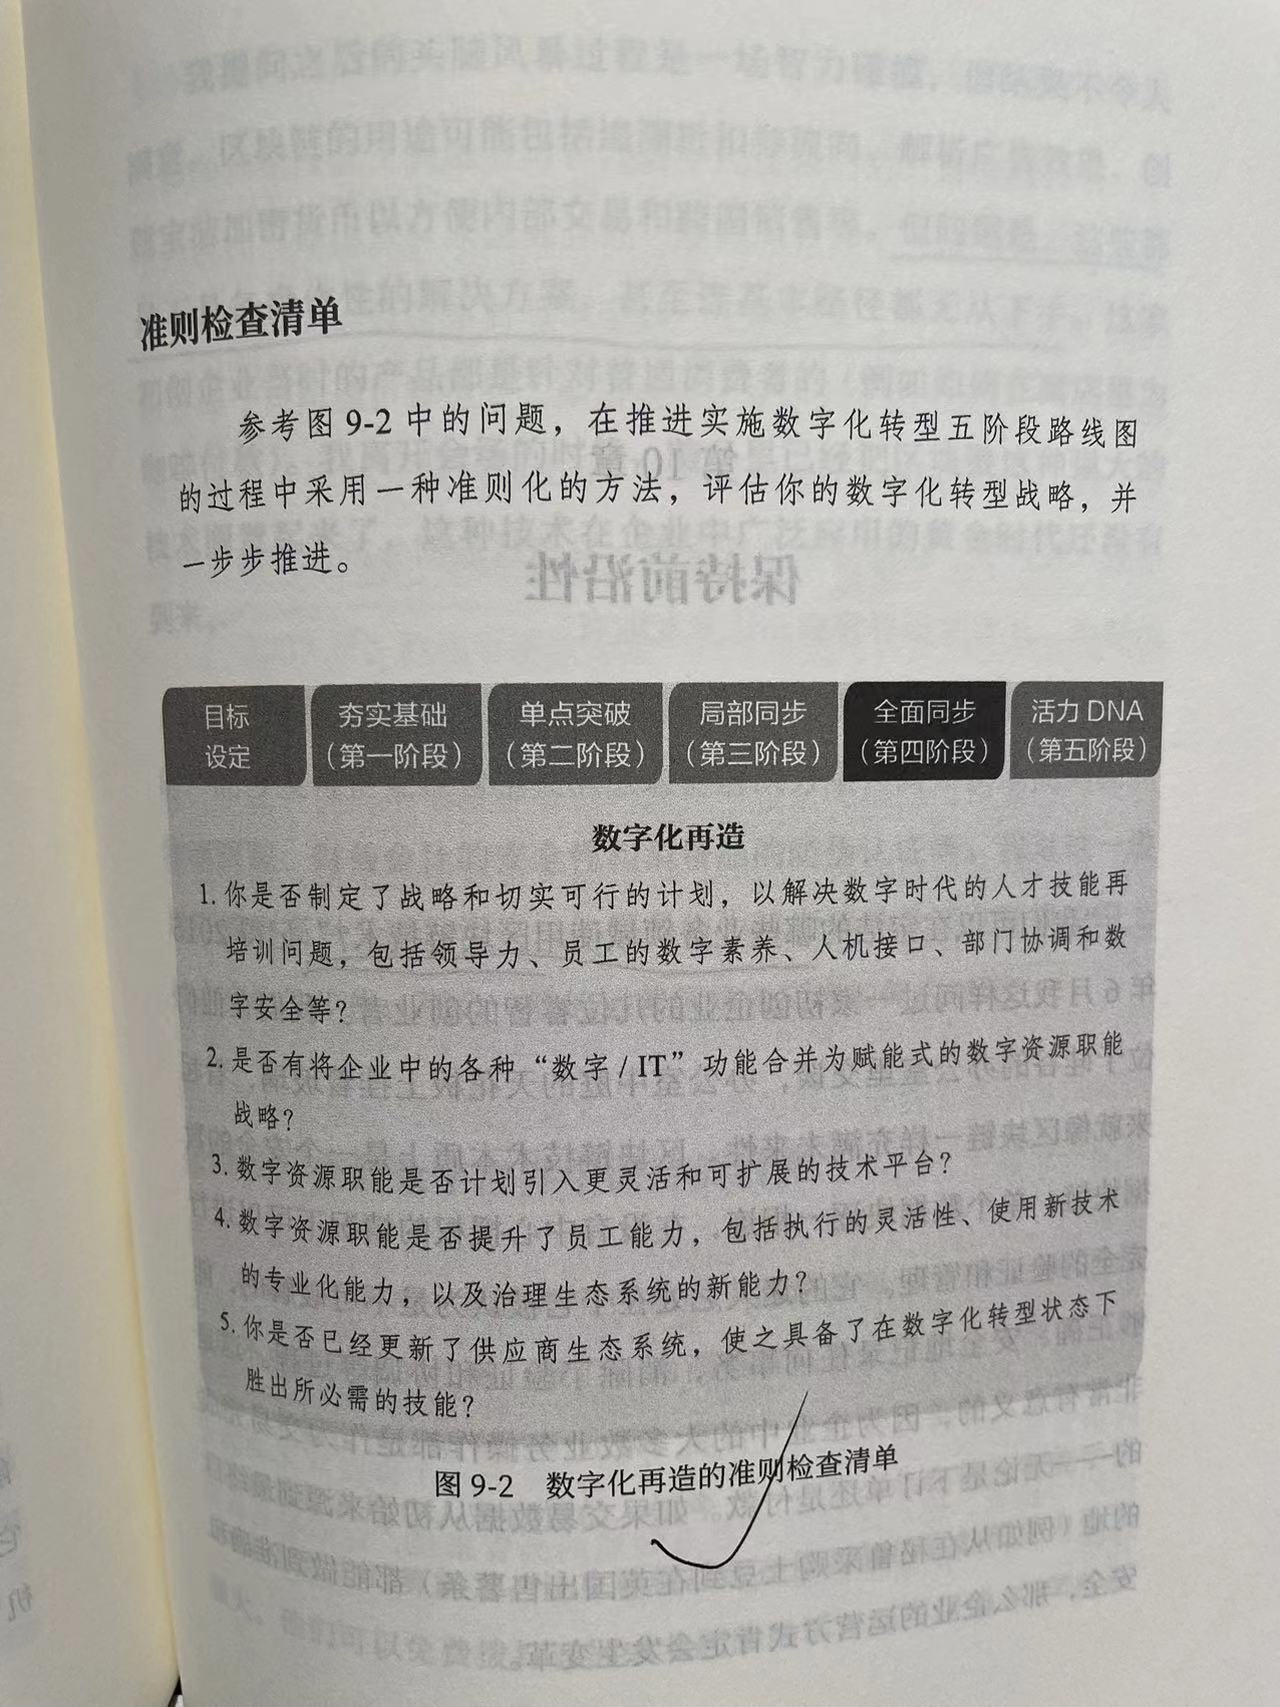 准则检查清单
参考图 9-2 中的问题，在推进实施数字化转型五阶段路线图
的过程中采用一种准则化的方法，评估你的数字化转型战略，并
一步步推进。
目标
设定
夯实基础
（第一阶段）
单点突破
（第二阶段）
局部同步
（第三阶段）
全面同步
（第四阶段）
活力 DNA
（第五阶段）
数字化再造
1. 你是否制定了战略和切实可行的计划，以解决数字时代的人才技能再
培训问题，包括领导力、员工的数字素养、人机接口、部门协调和数
字安全等？
2. 是否有将企业中的各种“数字 / IT”功能合并为赋能式的数字资源职能
战略？
3. 数字资源职能是否计划引入更灵活和可扩展的技术平台？
4. 数字资源职能是否提升了员工能力，包括执行的灵活性、使用新技术
的专业化能力，以及治理生态系统的新能力？
5. 你是否已经更新了供应商生态系统，使之具备了在数字化转型状态下
胜出所必需的技能？
图 9-2 数字化再造的准则检查清单